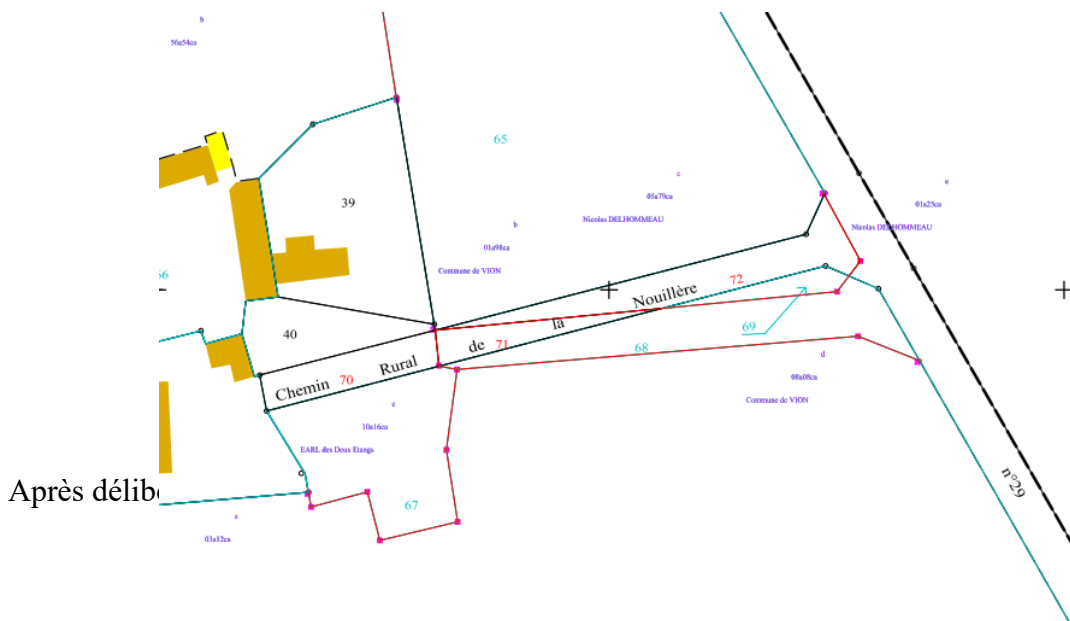 b
56a54ca
65
c
05a79ca
e
01a25ca
39
Nicolas DELHOMMEAU
Nicolas DELHOMMEAU
b
01a98ca
Commune de VION
66
72
40
Chemin Rural de la Nouillère
71
69
68
70
d
08a08ca
Commune de VION
e
10a16ca
EARL des Deux Etangs
n°29
Après délib
67
a
03a12ca